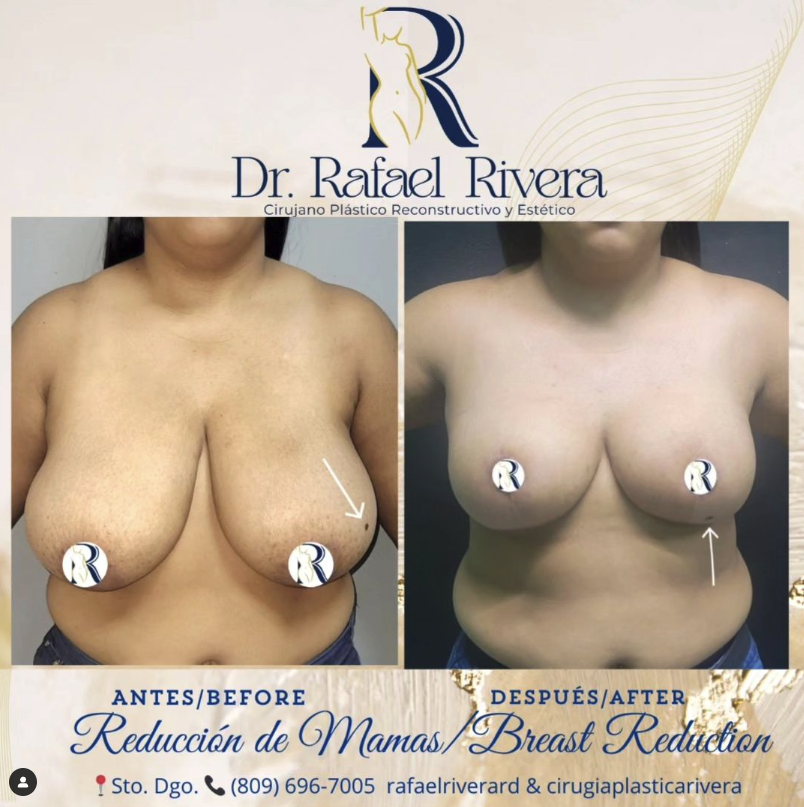 R
Dr. Rafael Rivera
Cirujano Plástico Reconstructivo y Estético
R
R
R
R
ANTES/BEFORE
DESPUÉS/AFTER
Reducción de Mamas/Breast Reduction
Sto. Dgo. (809) 696-7005 rafaelriverard & cirugiaplasticarivera